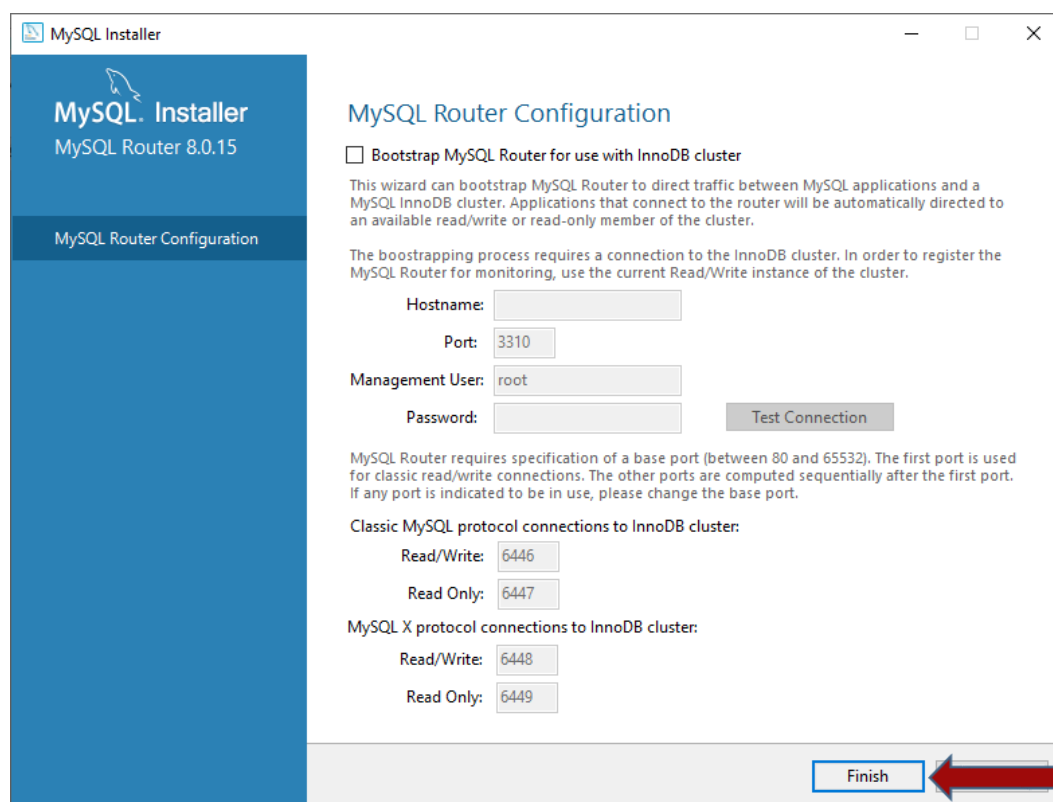 MySQL Installer
MySQL. Installer
MySQL Router 8.0.15
MySQL Router Configuration
MySQL Router Configuration
Bootstrap MySQL Router for use with InnoDB cluster
This wizard can bootstrap MySQL Router to direct traffic between MySQL applications and a
MySQL InnoDB cluster. Applications that connect to the router will be automatically directed to
an available read/write or read-only member of the cluster.
The boostrapping process requires a connection to the InnoDB cluster. In order to register the
MySQL Router for monitoring, use the current Read/Write instance of the cluster.
Hostname:
Port: 3310
Management User: root
Password: Test Connection
MySQL Router requires specification of a base port (between 80 and 65532). The first port is used
for classic read/write connections. The other ports are computed sequentially after the first port.
If any port is indicated to be in use, please change the base port.
Classic MySQL protocol connections to InnoDB cluster:
Read/Write: 6446
Read Only: 6447
MySQL X protocol connections to InnoDB cluster:
Read/Write: 6448
Read Only: 6449
Finish